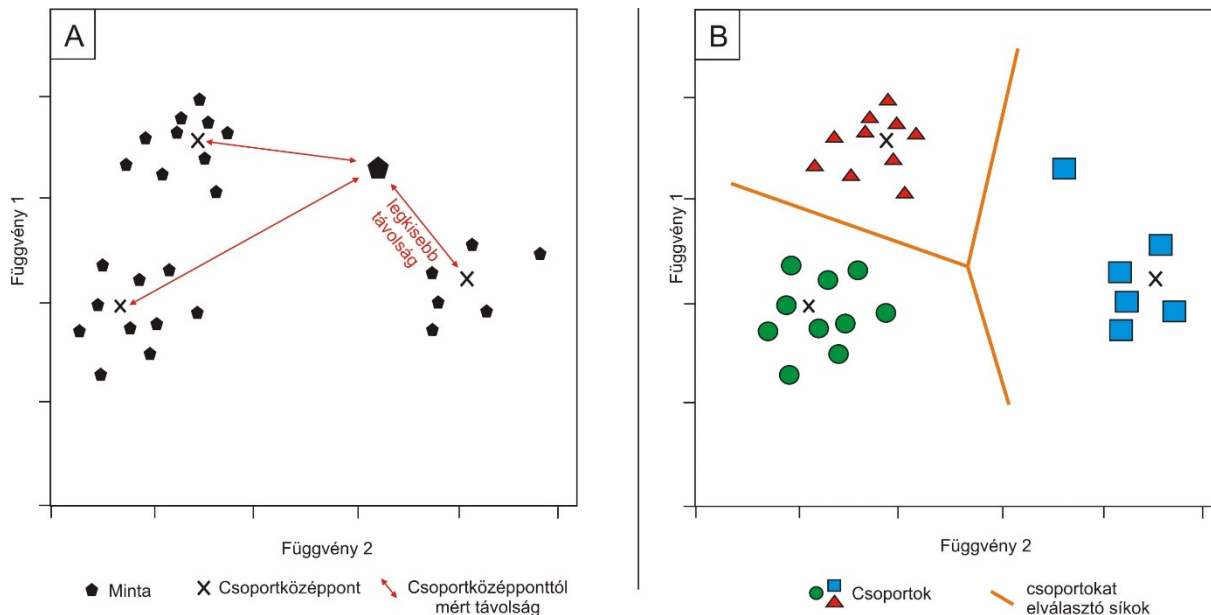 A
Függvény 1
legkisebb
távolság
Függvény 2
Minta
Csoportközéppont
Csoportközépponttól
mért távolság
B
Függvény 1
Függvény 2
Csoportok
csoportokat
elválasztó síkok